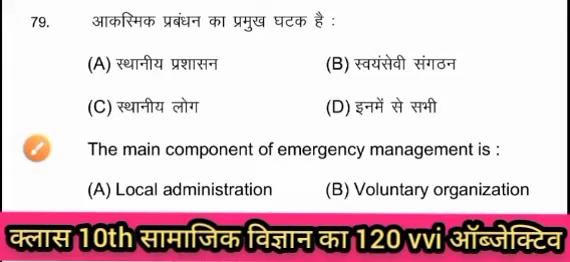 79. आकस्मिक प्रबंधन का प्रमुख घटक है :
(A) स्थानीय प्रशासन (B) स्वयंसेवी संगठन
(C) स्थानीय लोग (D) इनमें से सभी
The main component of emergency management is :
(A) Local administration (B) Voluntary organization
क्लास 10th सामाजिक विज्ञान का 120 vvi ऑब्जेक्टिव